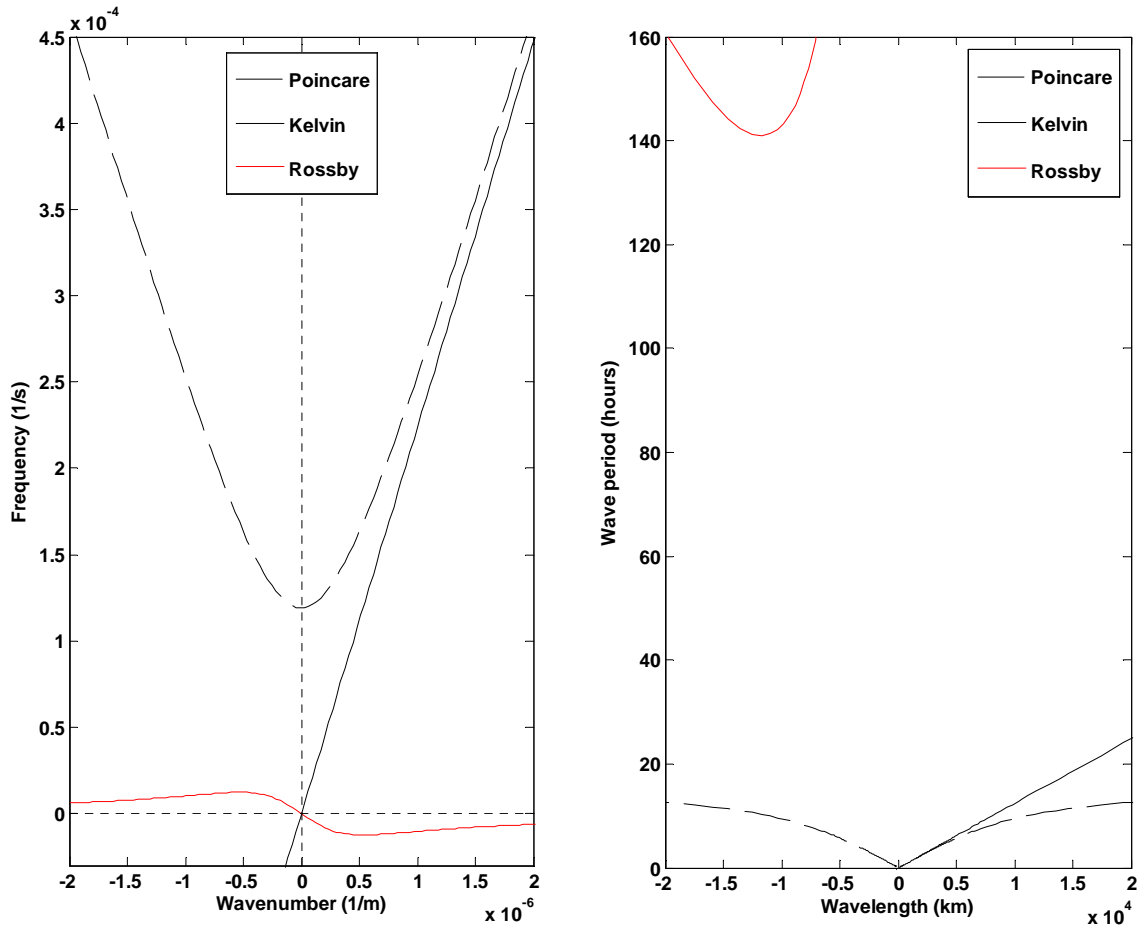 x 10^-4
4.5
4
3.5
3
2.5
2
1.5
1
0.5
0
Frequency (1/s)
Poincare
Kelvin
Rossby
-2 -1.5 -1 -0.5 0 0.5 1 1.5 2
Wavenumber (1/m)
x 10^-6
160
140
120
100
80
60
40
20
0
Wave period (hours)
Poincare
Kelvin
Rossby
-2 -1.5 -1 -0.5 0 0.5 1 1.5 2
Wavelength (km)
x 10^4